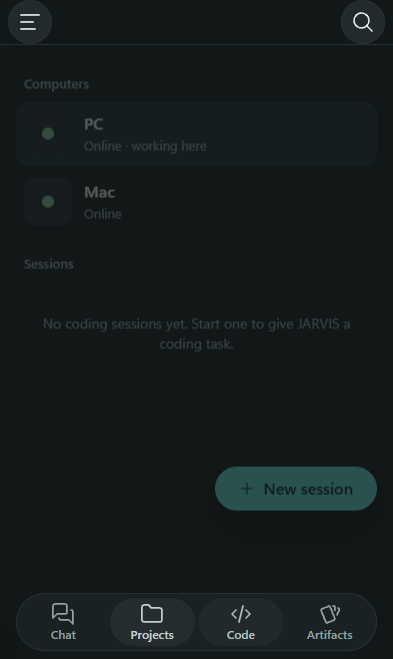 Computers
PC
Online · working here
Mac
Online
Sessions
No coding sessions yet. Start one to give JARVIS a
coding task.
+ New session
Chat
Projects
Code
Artifacts